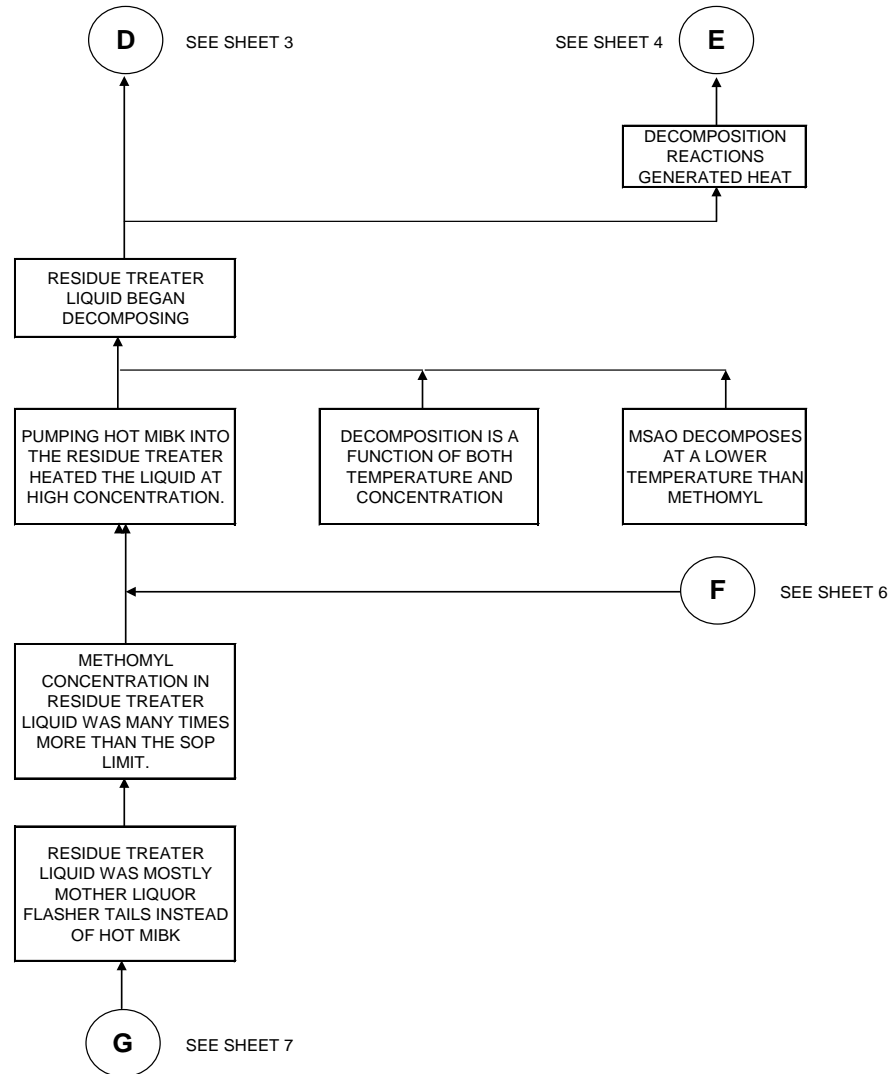 D
SEE SHEET 3
SEE SHEET 4
E
DECOMPOSITION
REACTIONS
GENERATED HEAT
RESIDUE TREATER
LIQUID BEGAN
DECOMPOSING
PUMPING HOT MIBK INTO
THE RESIDUE TREATER
HEATED THE LIQUID AT
HIGH CONCENTRATION.
DECOMPOSITION IS A
FUNCTION OF BOTH
TEMPERATURE AND
CONCENTRATION
MSAO DECOMPOSES
AT A LOWER
TEMPERATURE THAN
METHOMYL
F
SEE SHEET 6
METHOMYL
CONCENTRATION IN
RESIDUE TREATER
LIQUID WAS MANY TIMES
MORE THAN THE SOP
LIMIT.
RESIDUE TREATER
LIQUID WAS MOSTLY
MOTHER LIQUOR
FLASHER TAILS INSTEAD
OF HOT MIBK
G
SEE SHEET 7